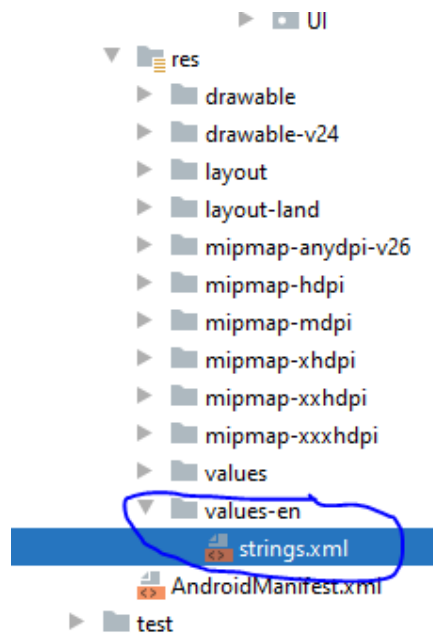 UI
res
drawable
drawable-v24
layout
layout-land
mipmap-anydpi-v26
mipmap-hdpi
mipmap-mdpi
mipmap-xhdpi
mipmap-xxhdpi
mipmap-xxxhdpi
values
values-en
strings.xml
AndroidManifest.xml
test